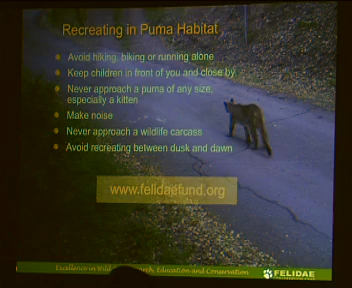 Recreating in Puma Habitat
Avoid hiking, biking or running alone
Keep children in front of you and close by
Never approach a puma of any size,
especially a kitten
Make noise
Never approach a wildlife carcass
Avoid recreating between dusk and dawn
www.felidaefund.org
Excellence in Education and Conservation
FELIDAE